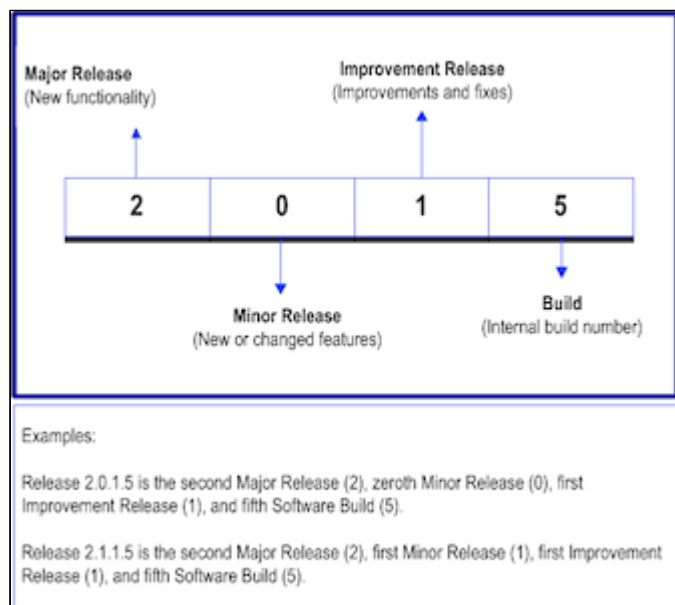 Major Release
(New functionality)
Improvement Release
(Improvements and fixes)
2 0 1 5
Minor Release
(New or changed features)
Build
(Internal build number)
Examples:
Release 2.0.1.5 is the second Major Release (2), zeroth Minor Release (0), first
Improvement Release (1), and fifth Software Build (5).
Release 2.1.1.5 is the second Major Release (2), first Minor Release (1), first Improvement
Release (1), and fifth Software Build (5).